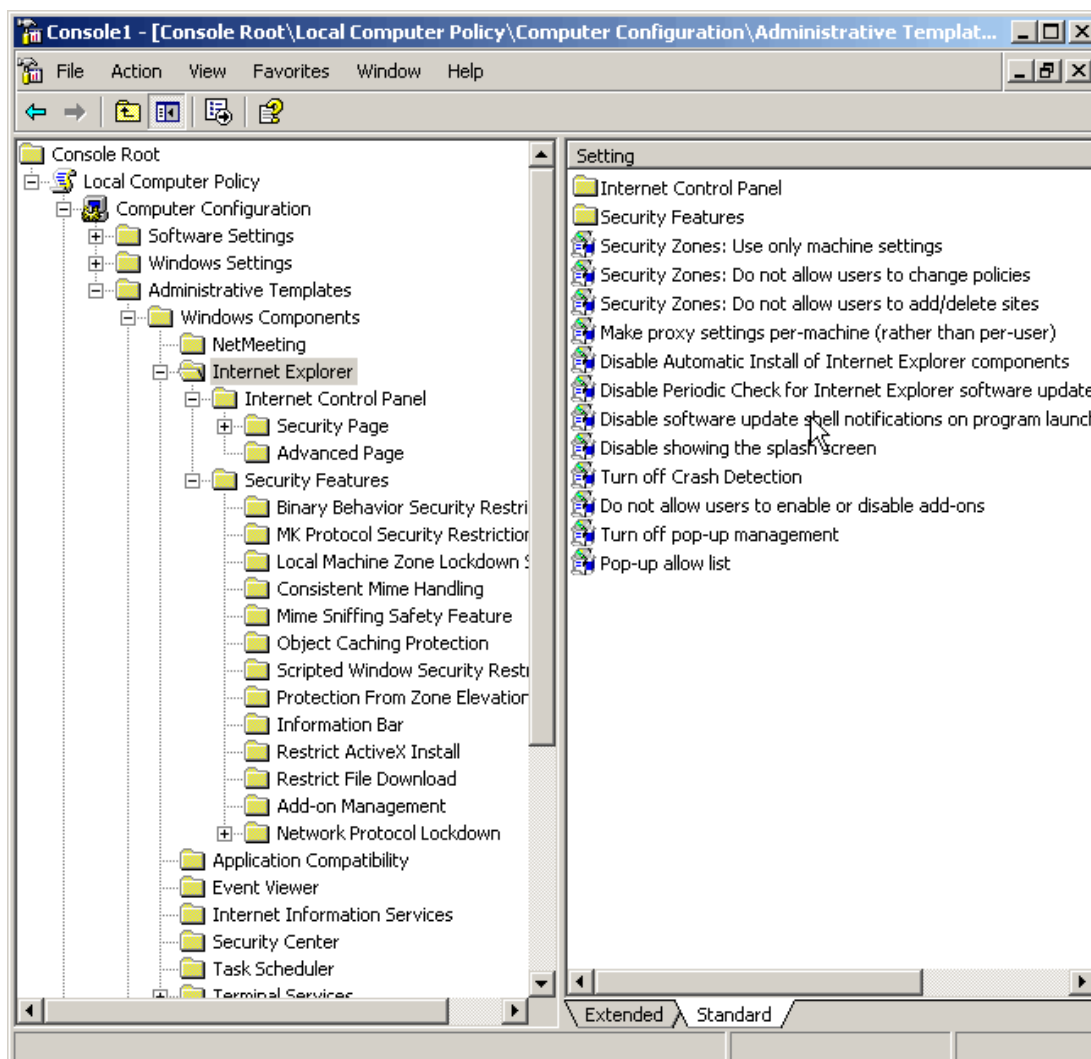 Console1 - [Console Root\Local Computer Policy\Computer Configuration\Administrative Templat...
File Action View Favorites Window Help
Console Root
Local Computer Policy
Computer Configuration
Software Settings
Windows Settings
Administrative Templates
Windows Components
NetMeeting
Internet Explorer
Internet Control Panel
Security Page
Advanced Page
Security Features
Binary Behavior Security Restri
MK Protocol Security Restriction
Local Machine Zone Lockdown S
Consistent Mime Handling
Mime Sniffing Safety Feature
Object Caching Protection
Scripted Window Security Restr
Protection From Zone Elevation
Information Bar
Restrict ActiveX Install
Restrict File Download
Add-on Management
Network Protocol Lockdown
Application Compatibility
Event Viewer
Internet Information Services
Security Center
Task Scheduler
Terminal Services
Setting
Internet Control Panel
Security Features
Security Zones: Use only machine settings
Security Zones: Do not allow users to change policies
Security Zones: Do not allow users to add/delete sites
Make proxy settings per-machine (rather than per-user)
Disable Automatic Install of Internet Explorer components
Disable Periodic Check for Internet Explorer software update
Disable software update shell notifications on program launch
Disable showing the splash screen
Turn off Crash Detection
Do not allow users to enable or disable add-ons
Turn off pop-up management
Pop-up allow list
Extended Standard